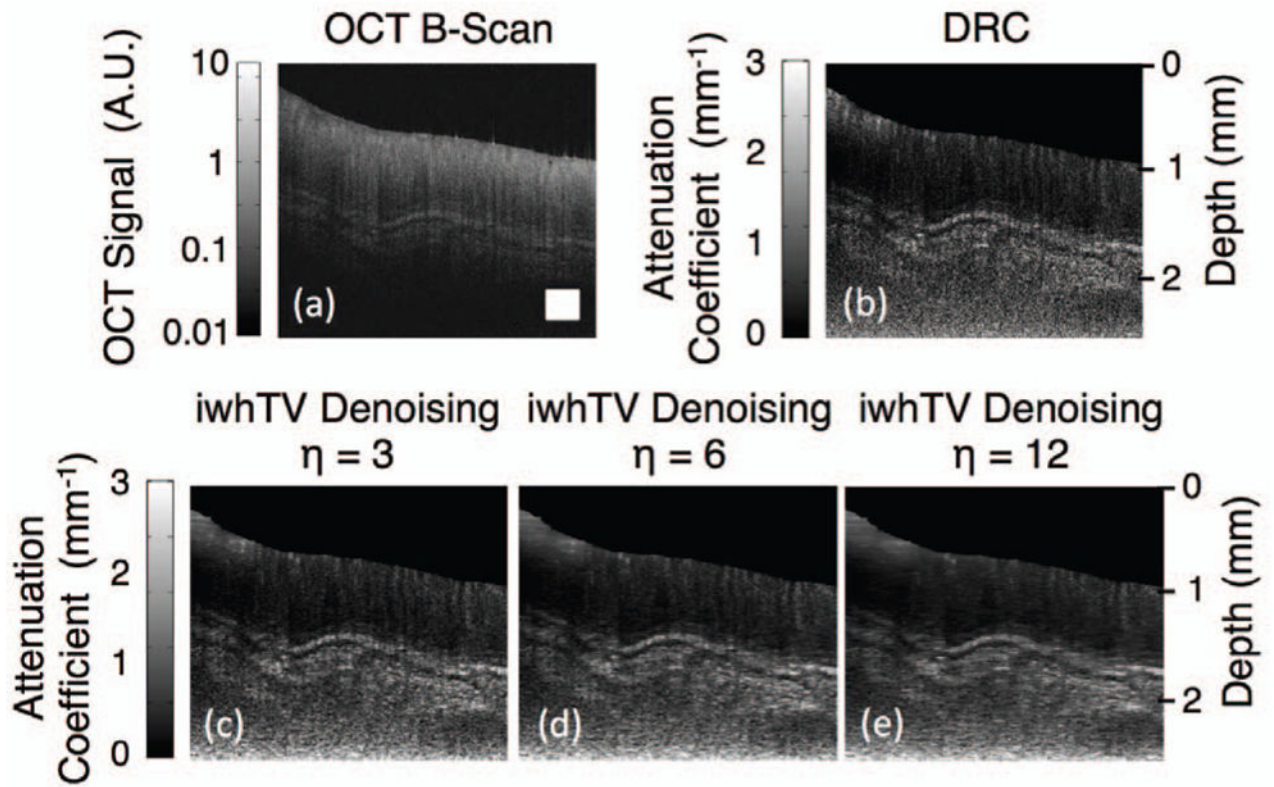 OCT B-Scan
DRC
OCT Signal (A.U.)
10
1
0.1
0.01
(a)
Attenuation
Coefficient (mm⁻¹)
3
2
1
0
(b)
0
1
2
Depth (mm)
iwhTV Denoising
η = 3
iwhTV Denoising
η = 6
iwhTV Denoising
η = 12
Attenuation
Coefficient (mm⁻¹)
3
2
1
0
(c)
(d)
(e)
0
1
2
Depth (mm)